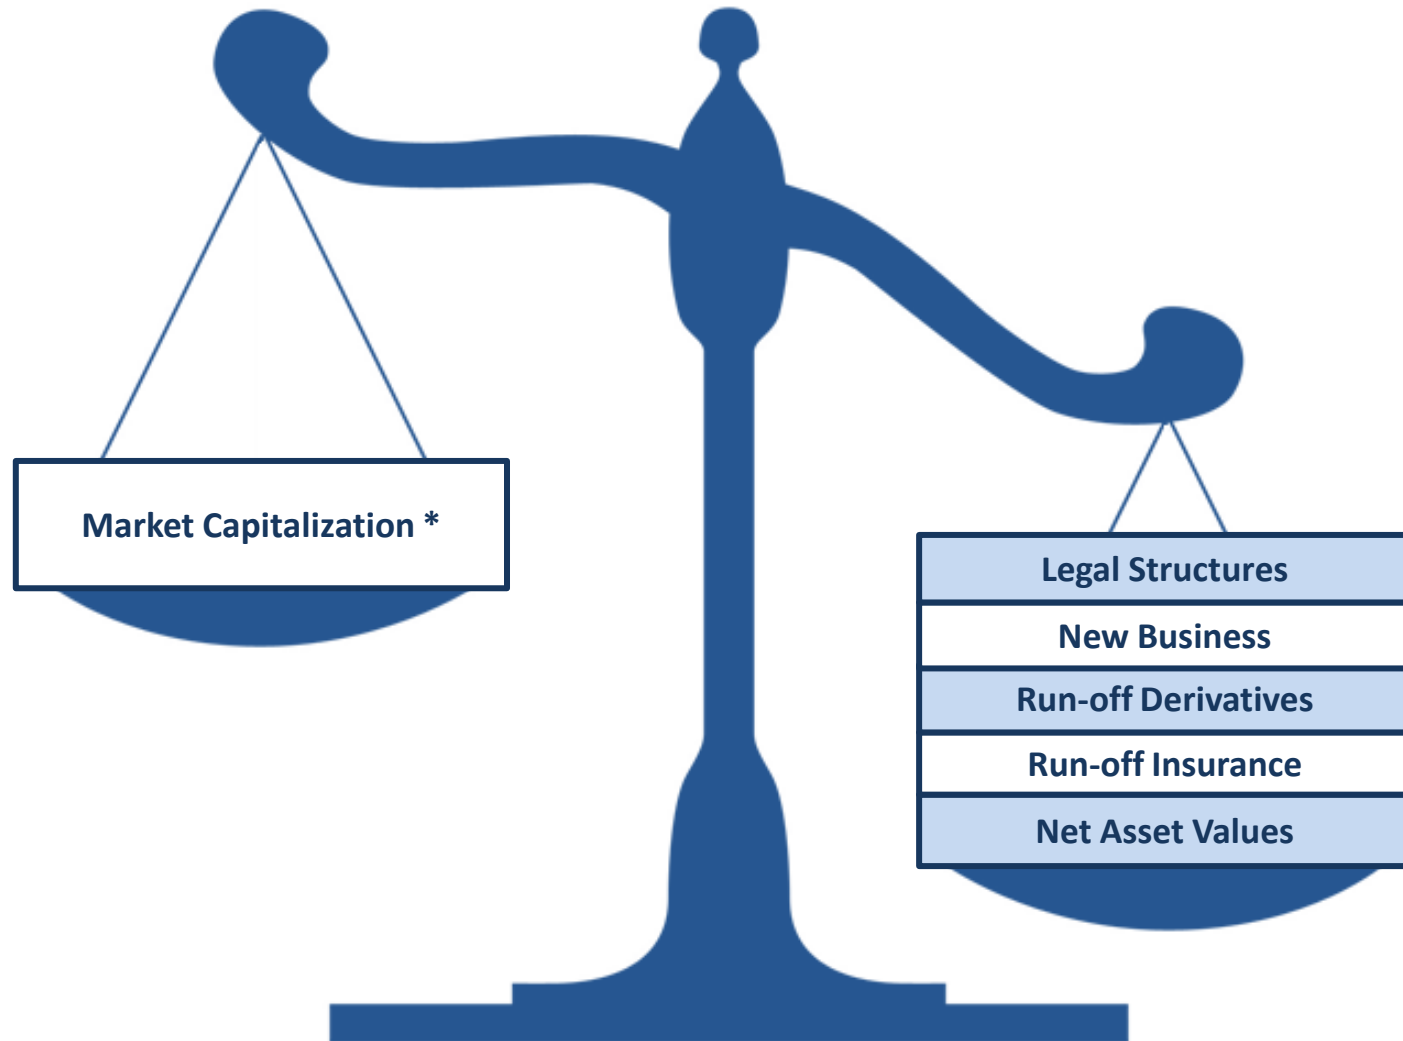 Market Capitalization *
Legal Structures
New Business
Run-off Derivatives
Run-off Insurance
Net Asset Values